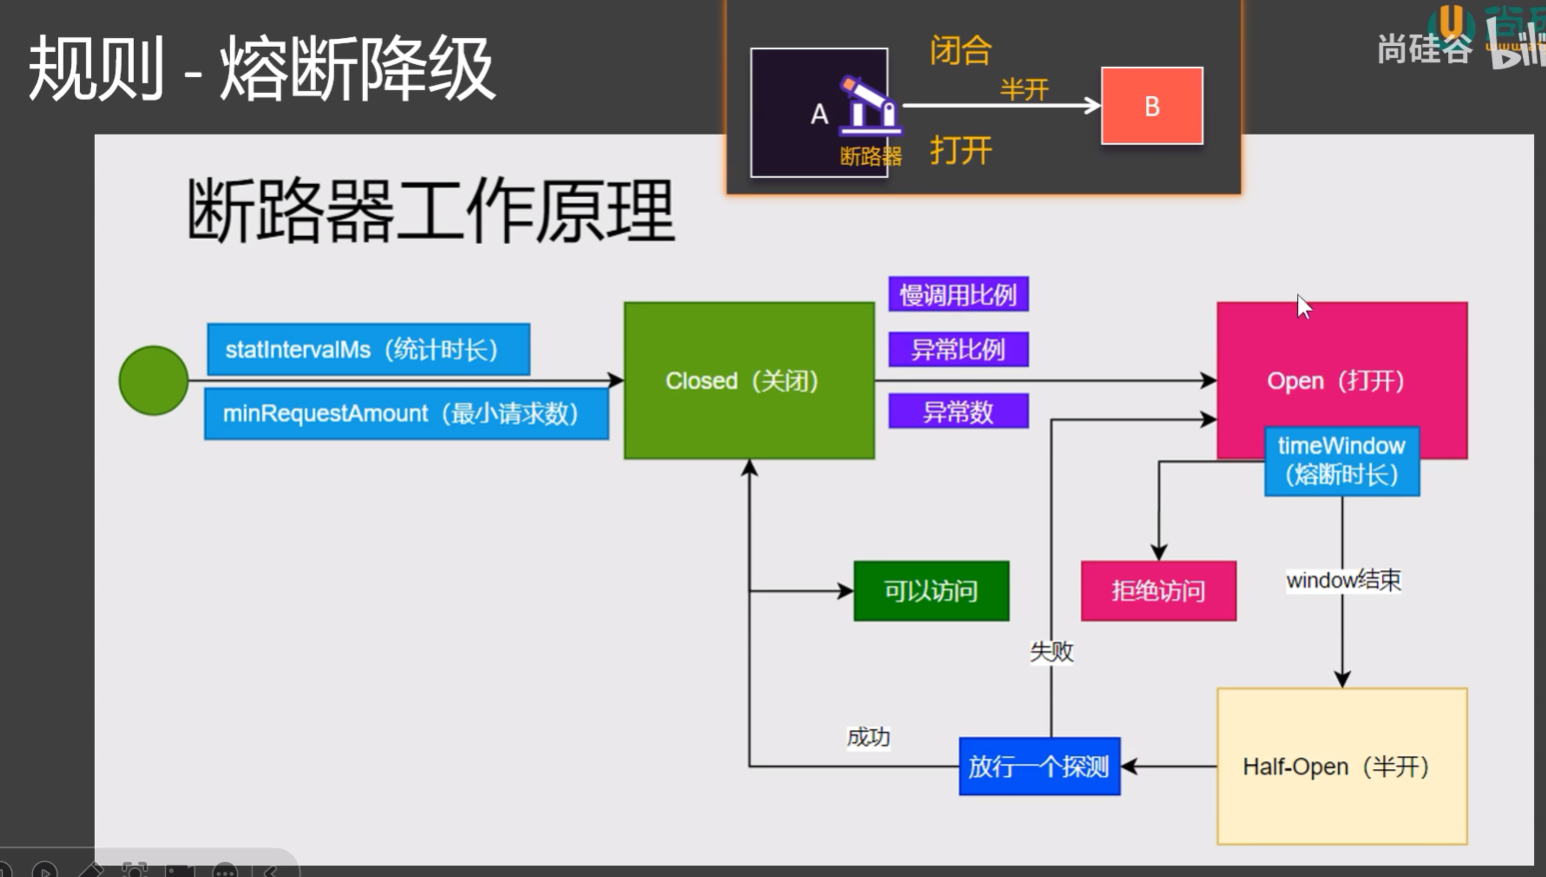 规则 - 熔断降级
尚硅谷
闭合
半开
A
B
断路器
打开
断路器工作原理
慢调用比例
statIntervalMs（统计时长）
异常比例
Closed（关闭）
Open（打开）
minRequestAmount（最小请求数）
异常数
timeWindow
（熔断时长）
window结束
可以访问
拒绝访问
失败
成功
放行一个探测
Half-Open（半开）